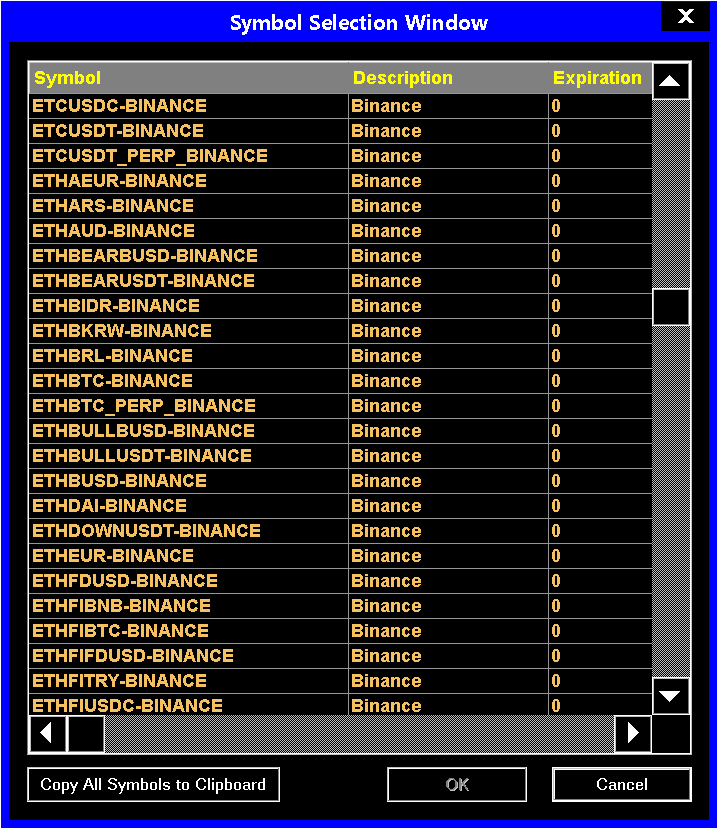 Symbol Selection Window X
Symbol Description Expiration
ETCUSDC-BINANCE Binance 0
ETCUSDT-BINANCE Binance 0
ETCUSDT_PERP_BINANCE Binance 0
ETHAEUR-BINANCE Binance 0
ETHARS-BINANCE Binance 0
ETHAUD-BINANCE Binance 0
ETHBEARBUSD-BINANCE Binance 0
ETHBEARUSDT-BINANCE Binance 0
ETHBIDR-BINANCE Binance 0
ETHBKRW-BINANCE Binance 0
ETHBRL-BINANCE Binance 0
ETHBTC-BINANCE Binance 0
ETHBTC_PERP_BINANCE Binance 0
ETHBULLBUSD-BINANCE Binance 0
ETHBULLUSDT-BINANCE Binance 0
ETHBUSD-BINANCE Binance 0
ETHDAI-BINANCE Binance 0
ETHDOWNUSDT-BINANCE Binance 0
ETHEUR-BINANCE Binance 0
ETHFDUSD-BINANCE Binance 0
ETHFIBNB-BINANCE Binance 0
ETHFIBTC-BINANCE Binance 0
ETHFIFDUSD-BINANCE Binance 0
ETHFITRY-BINANCE Binance 0
ETHFIUSDC-BINANCE Binance 0
Copy All Symbols to Clipboard OK Cancel